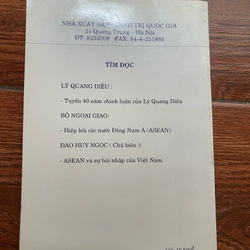 NHÀ XUẤT BẢN CHÍNH TRỊ QUỐC GIA
24 Quang Trung - Hà Nội
ĐT: 8252008 FAX: 84-4-251881
TÌM ĐỌC
LÝ QUANG DIỆU :
- Tuyển 40 năm chính luận của Lý Quang Diệu
BỘ NGOẠI GIAO:
- Hiệp hội các nước Đông Nam Á (ASEAN)
ĐÀO HUY NGỌC ( Chủ biên ):
- ASEAN và sự hội nhập của Việt Nam